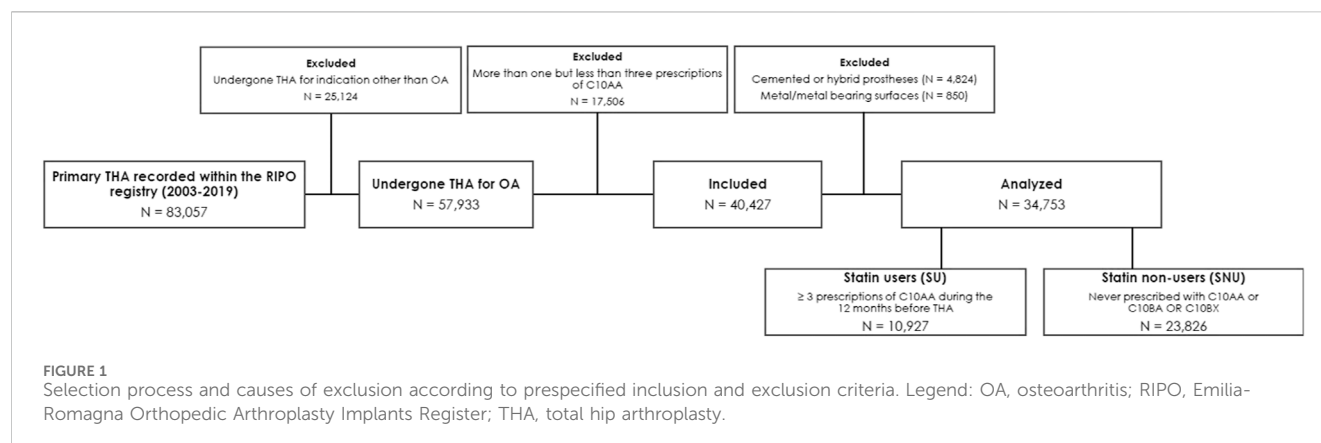 Excluded
Undergone THA for indication other than OA
N = 25,124
Excluded
More than one but less than three prescriptions
of C10AA
N = 17,506
Excluded
Cemented or hybrid prostheses (N = 4,824)
Metal/metal bearing surfaces (N = 850)
Primary THA recorded within the RIPO
registry (2003-2019)
N = 83,057
Undergone THA for OA
N = 57,933
Included
N = 40,427
Analyzed
N = 34,753
Statin users (SU)
≥ 3 prescriptions of C10AA during the
12 months before THA
N = 10,927
Statin non-users (SNU)
Never prescribed with C10AA or
C10BA OR C10BX
N = 23,826
FIGURE 1
Selection process and causes of exclusion according to prespecified inclusion and exclusion criteria. Legend: OA, osteoarthritis; RIPO, Emilia-
Romagna Orthopedic Arthroplasty Implants Register; THA, total hip arthroplasty.